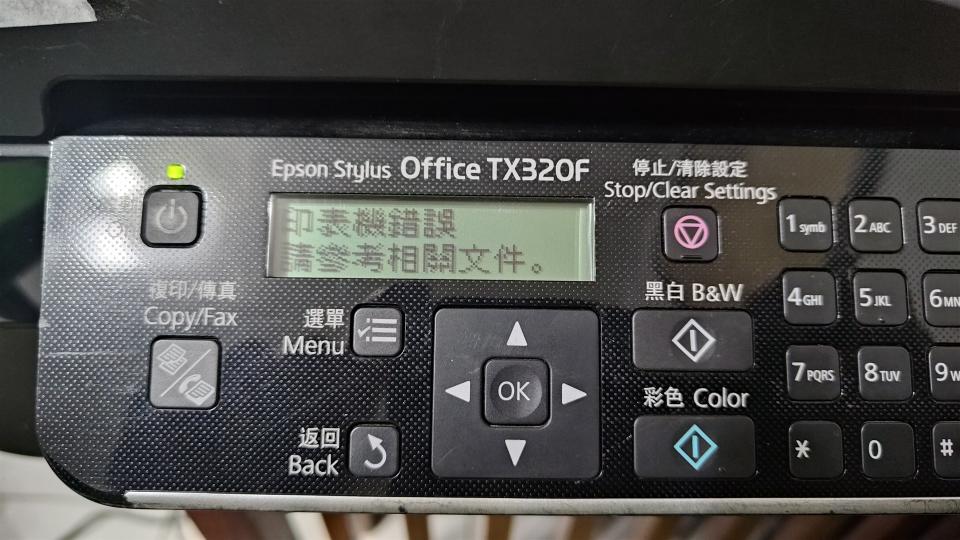 Epson Stylus Office TX320F
印表機錯誤
請參考相關文件。
停止/清除設定
Stop/Clear Settings
複印/傳真
Copy/Fax
選單
Menu
返回
Back
OK
黑白 B&W
彩色 Color
1 symb 2 ABC 3 DEF
4 GHI 5 JKL 6 MN
7 PQRS 8 TUV 9 W
* 0 #